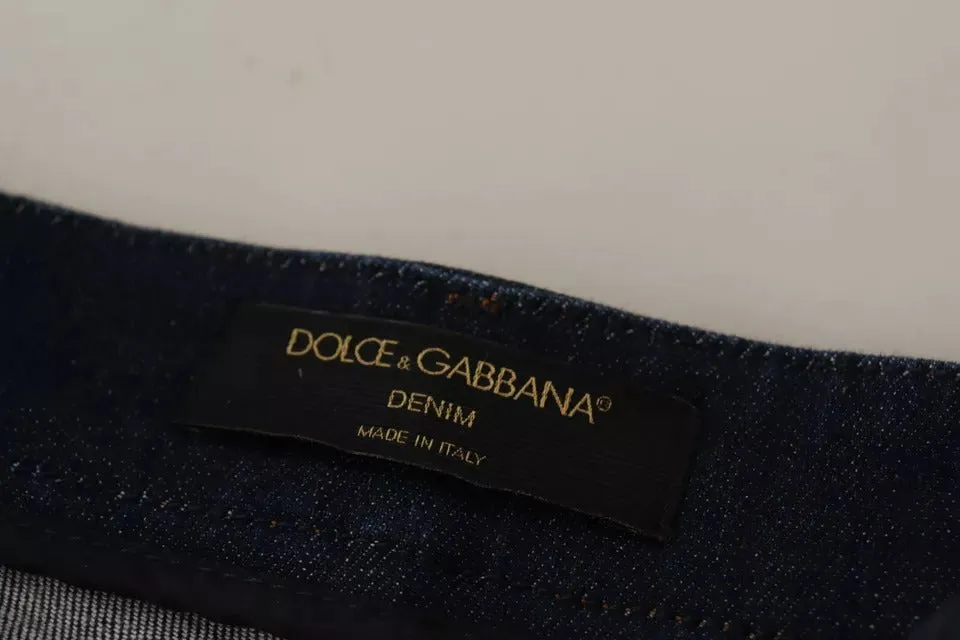 DOLCE & GABBANA®
DENIM
MADE IN ITALY